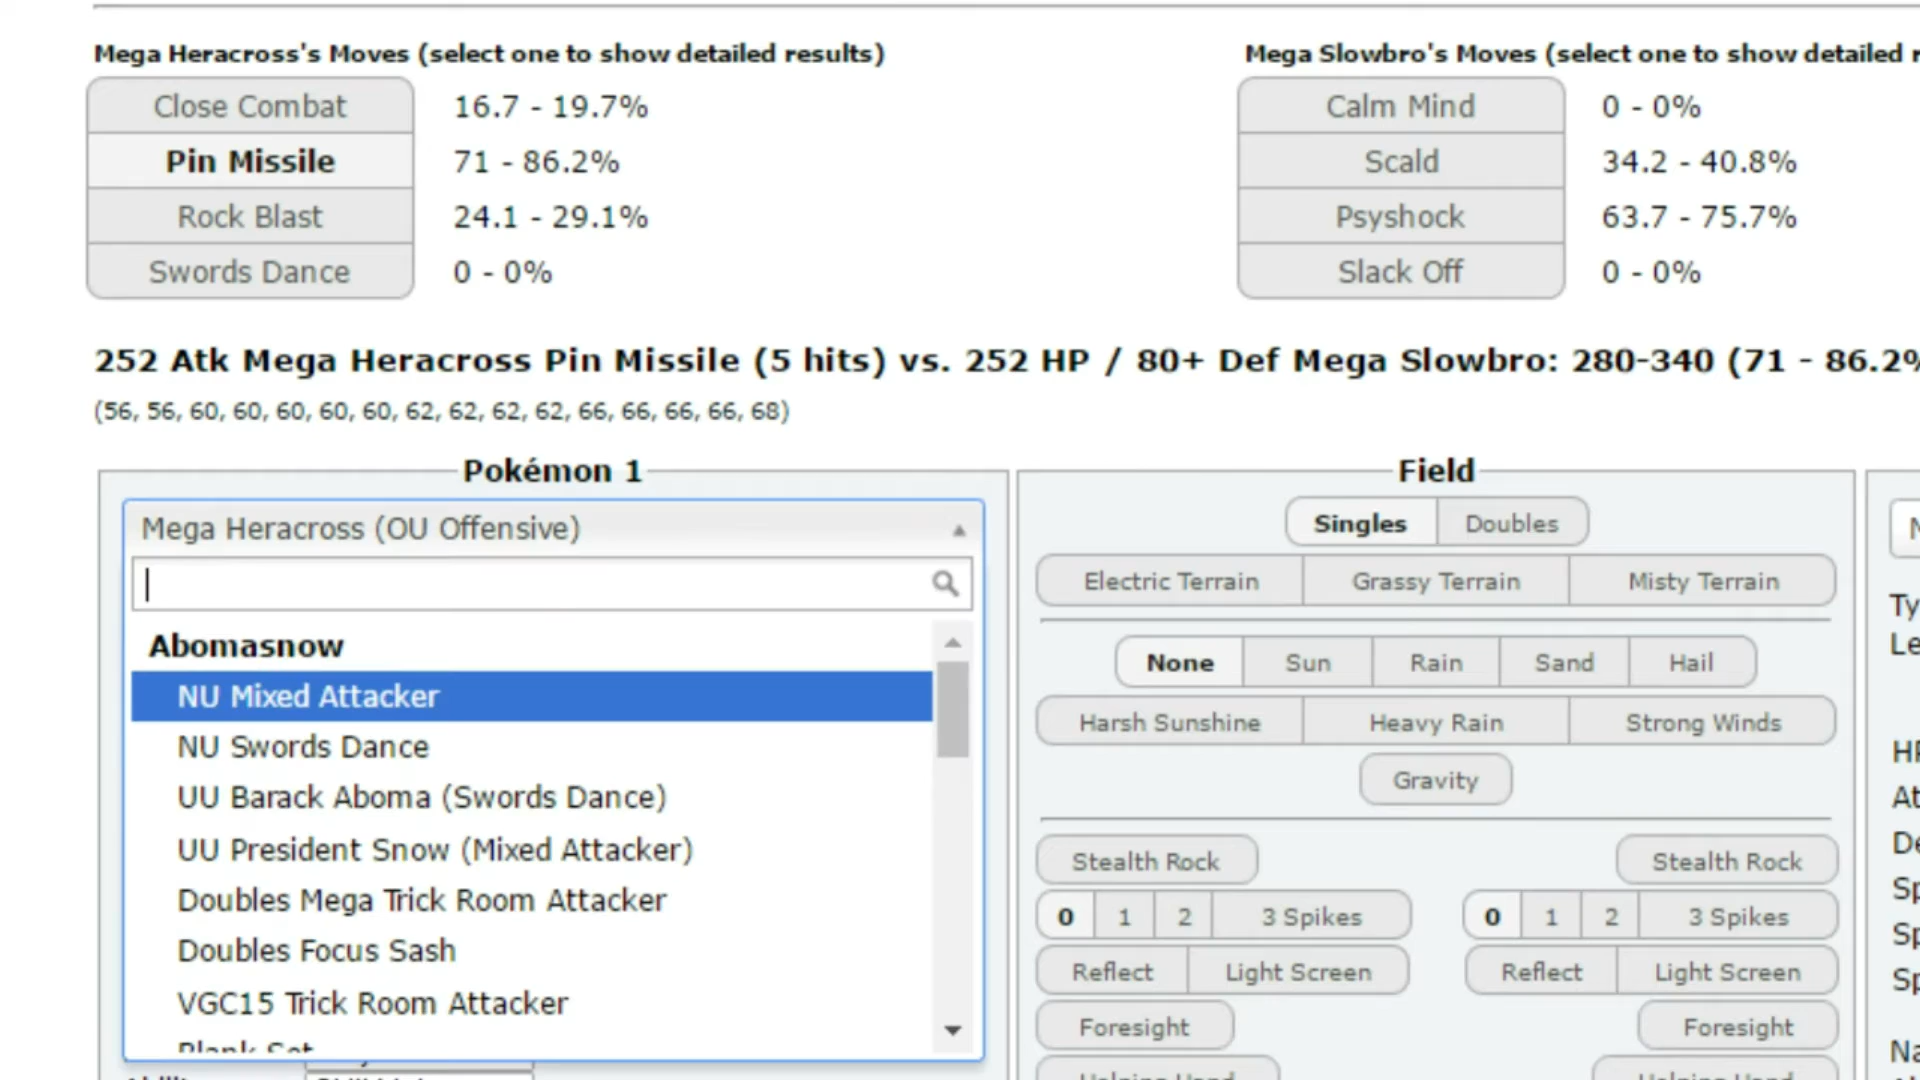 Mega Heracross's Moves (select one to show detailed results)
Close Combat 16.7 - 19.7%
Pin Missile 71 - 86.2%
Rock Blast 24.1 - 29.1%
Swords Dance 0 - 0%
Mega Slowbro's Moves (select one to show detailed
Calm Mind 0 - 0%
Scald 34.2 - 40.8%
Psyshock 63.7 - 75.7%
Slack Off 0 - 0%
252 Atk Mega Heracross Pin Missile (5 hits) vs. 252 HP / 80+ Def Mega Slowbro: 280-340 (71 - 86.2%
(56, 56, 60, 60, 60, 60, 60, 62, 62, 62, 62, 66, 66, 66, 66, 68)
Pokémon 1
Mega Heracross (OU Offensive)
Abomasnow
NU Mixed Attacker
NU Swords Dance
UU Barack Aboma (Swords Dance)
UU President Snow (Mixed Attacker)
Doubles Mega Trick Room Attacker
Doubles Focus Sash
VGC15 Trick Room Attacker
Blank Set
Field
Singles Doubles
Electric Terrain Grassy Terrain Misty Terrain
None Sun Rain Sand Hail
Harsh Sunshine Heavy Rain Strong Winds
Gravity
Stealth Rock Stealth Rock
0 1 2 3 Spikes 0 1 2 3 Spikes
Reflect Light Screen Reflect Light Screen
Foresight Foresight
Helping Hand Helping Hand